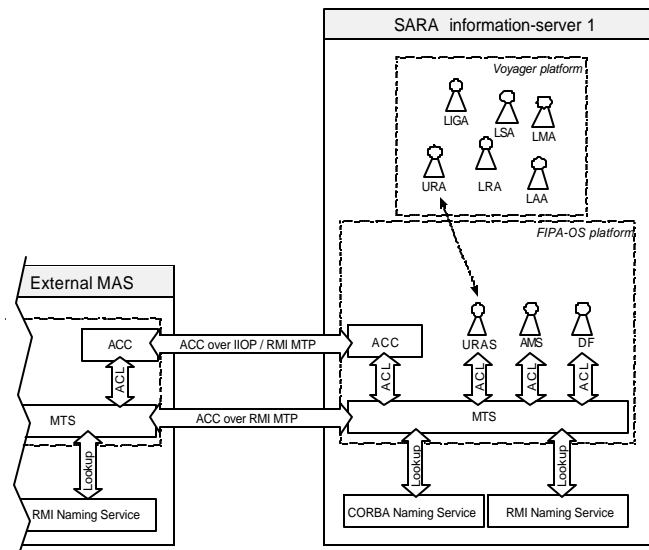 SARA information-server 1
Voyager platform
LIGA
LSA
LMA
URA
LRA
LAA
FIPA-OS platform
External MAS
ACC
ACC over IIOP / RMI MTP
ACC
URAS
AMS
DF
ACL
ACL
ACL
ACL
ACL
MTS
ACC over RMI MTP
MTS
Lookup
Lookup
Lookup
RMI Naming Service
CORBA Naming Service
RMI Naming Service